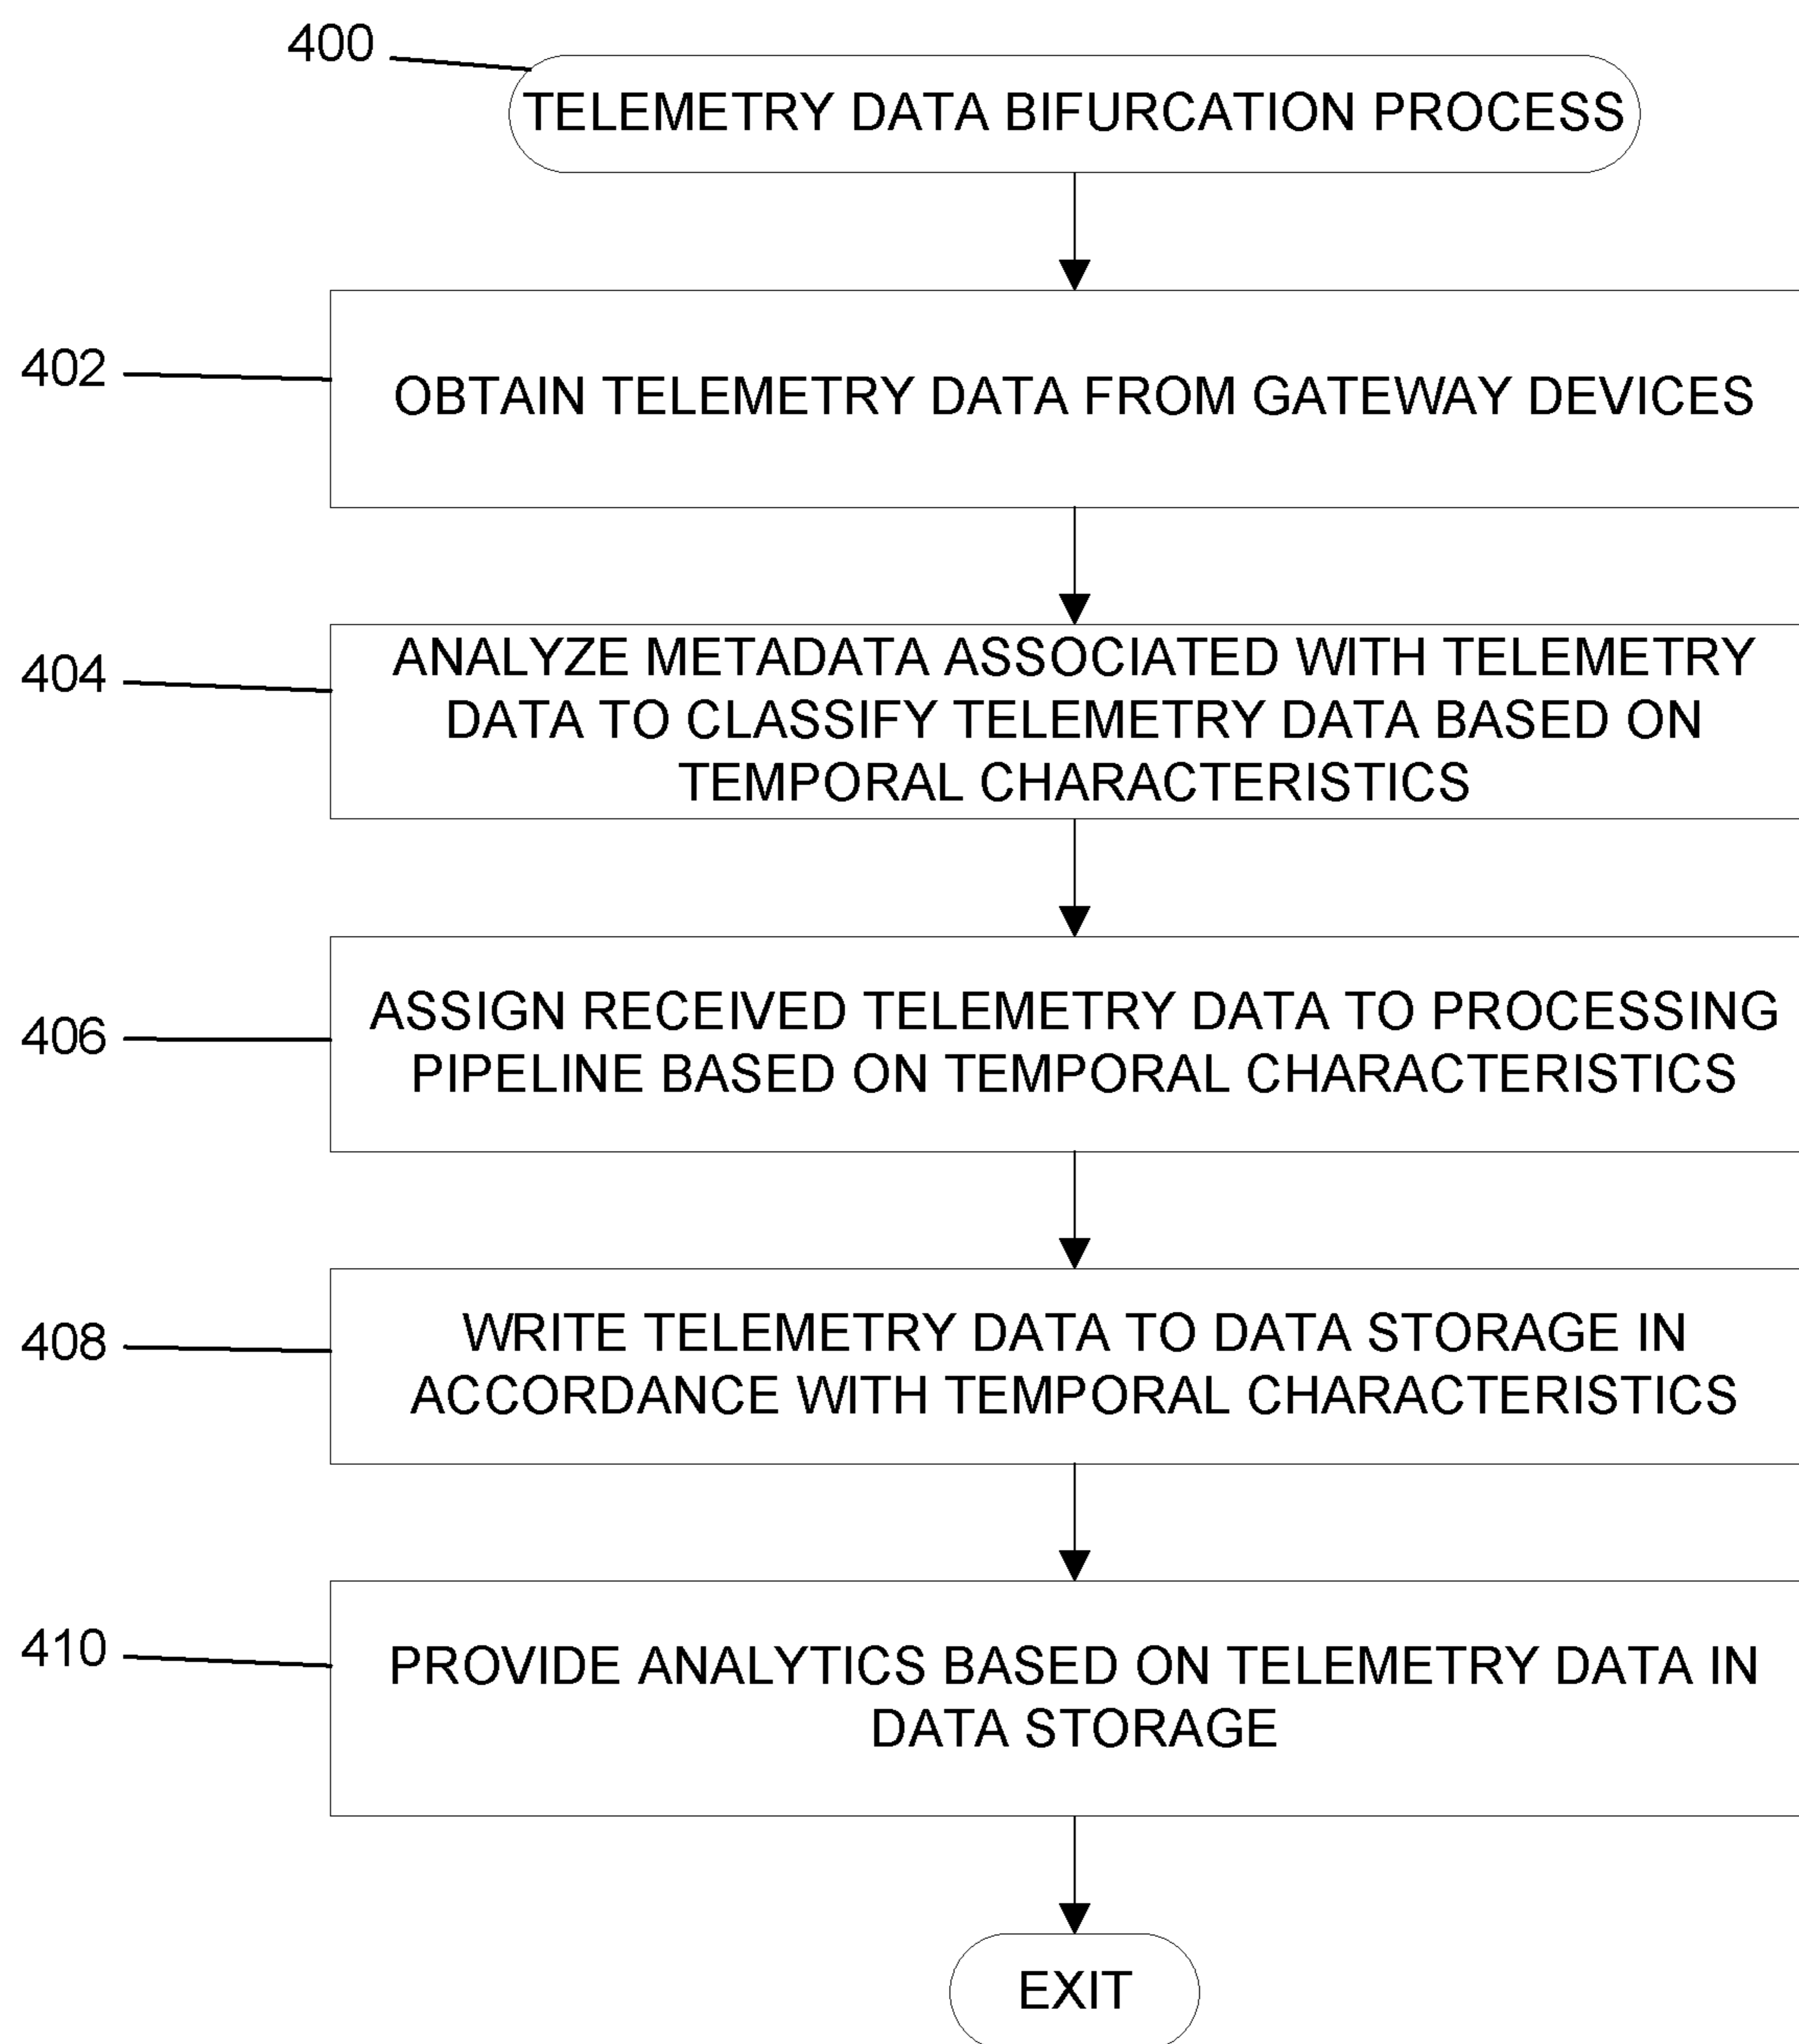 400
TELEMETRY DATA BIFURCATION PROCESS
402
OBTAIN TELEMETRY DATA FROM GATEWAY DEVICES
404
ANALYZE METADATA ASSOCIATED WITH TELEMETRY
DATA TO CLASSIFY TELEMETRY DATA BASED ON
TEMPORAL CHARACTERISTICS
406
ASSIGN RECEIVED TELEMETRY DATA TO PROCESSING
PIPELINE BASED ON TEMPORAL CHARACTERISTICS
408
WRITE TELEMETRY DATA TO DATA STORAGE IN
ACCORDANCE WITH TEMPORAL CHARACTERISTICS
410
PROVIDE ANALYTICS BASED ON TELEMETRY DATA IN
DATA STORAGE
EXIT